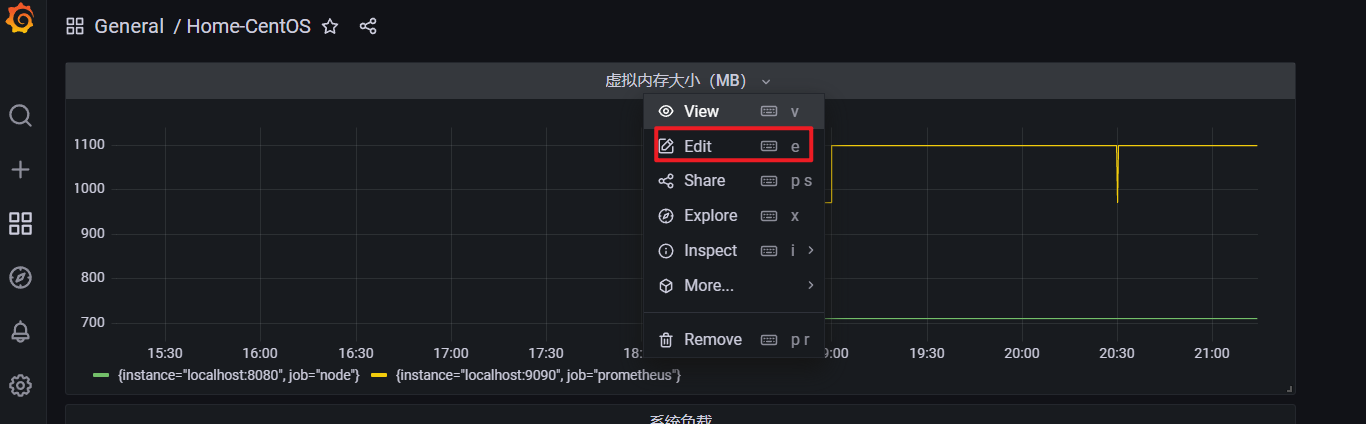 General / Home-CentOS
虚拟内存大小（MB）
View v
Edit e
Share p s
Explore x
Inspect i
More...
Remove p r
1100
1000
900
800
700
15:30 16:00 16:30 17:00 17:30 18: 9:00 19:30 20:00 20:30 21:00
{instance="localhost:8080", job="node"} {instance="localhost:9090", job="prometheus"}
系统负载